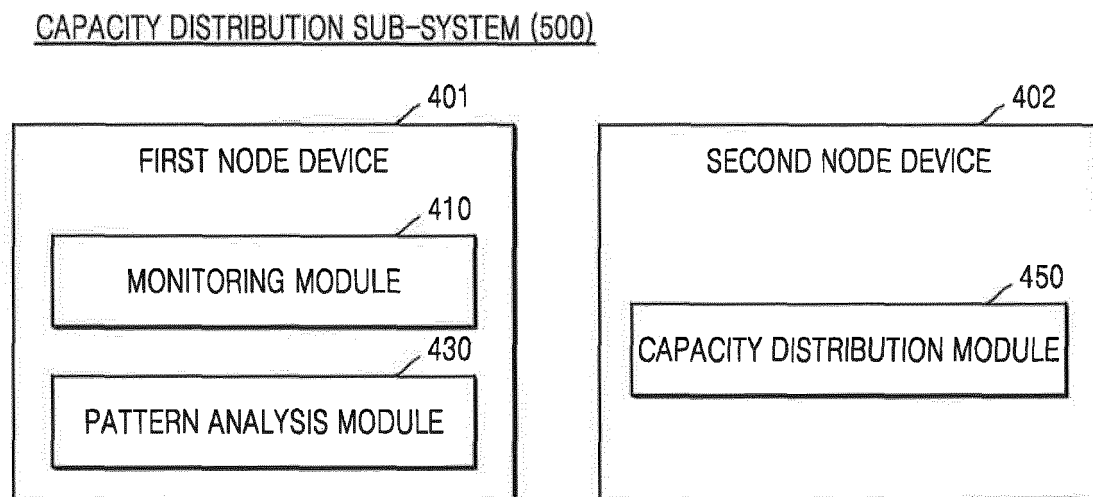 CAPACITY DISTRIBUTION SUB-SYSTEM (500)
401
FIRST NODE DEVICE
410
MONITORING MODULE
430
PATTERN ANALYSIS MODULE
402
SECOND NODE DEVICE
450
CAPACITY DISTRIBUTION MODULE